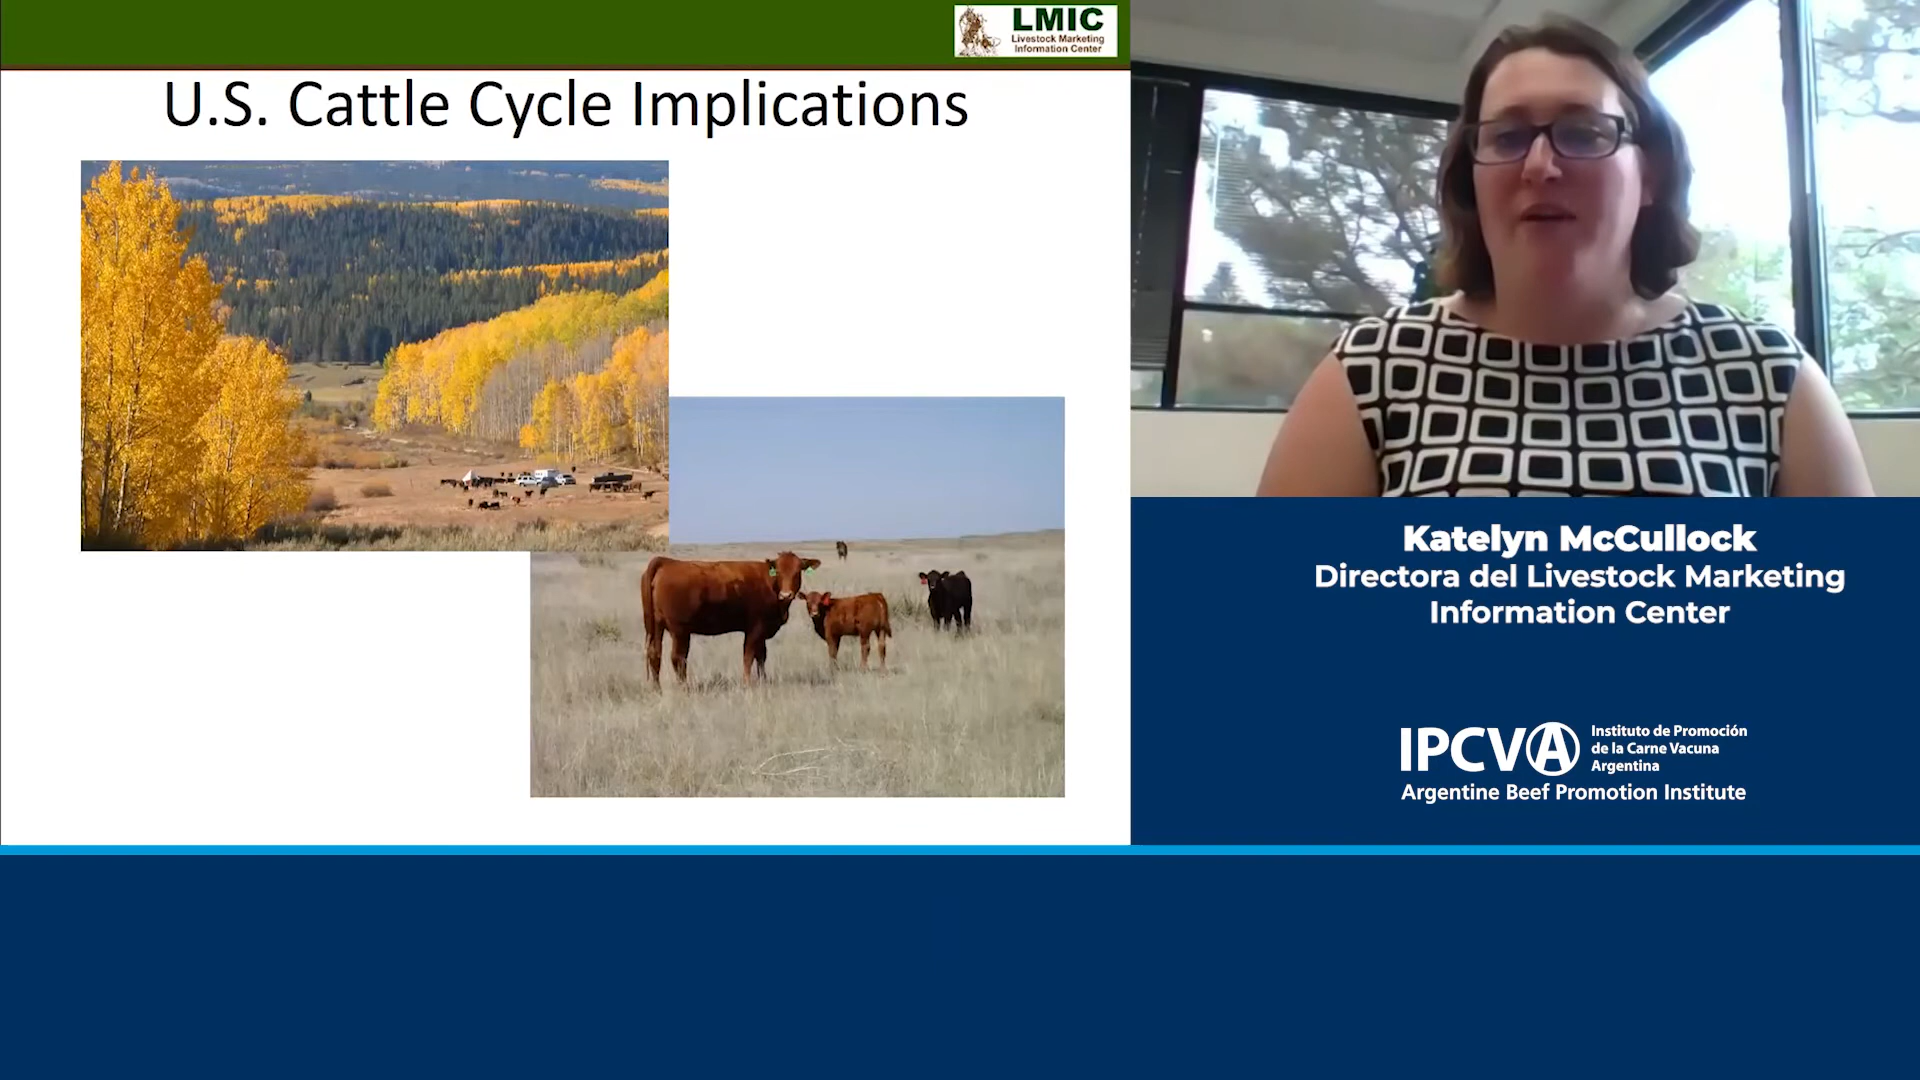 LMIC
Livestock Marketing
Information Center
U.S. Cattle Cycle Implications
Katelyn McCullock
Directora del Livestock Marketing
Information Center
IPCVA
Instituto de Promoción
de la Carne Vacuna
Argentina
Argentine Beef Promotion Institute